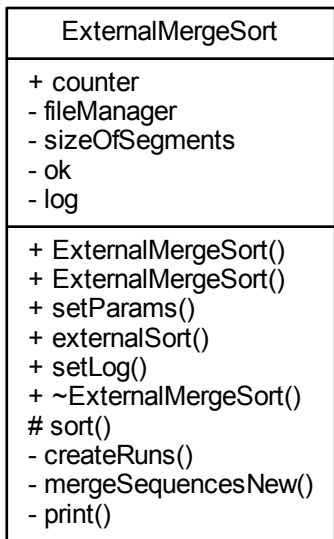 ExternalMergeSort
+ counter
- fileManager
- sizeOfSegments
- ok
- log
+ ExternalMergeSort()
+ ExternalMergeSort()
+ setParams()
+ externalSort()
+ setLog()
+ ~ExternalMergeSort()
# sort()
- createRuns()
- mergeSequencesNew()
- print()